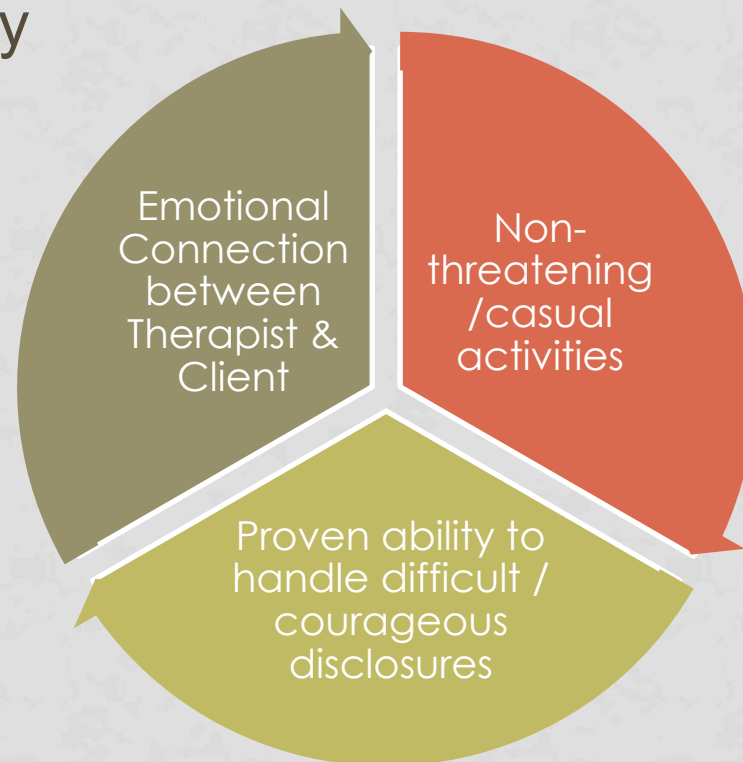 y
Emotional
Connection
between
Therapist &
Client
Non-
threatening
/casual
activities
Proven ability to
handle difficult /
courageous
disclosures